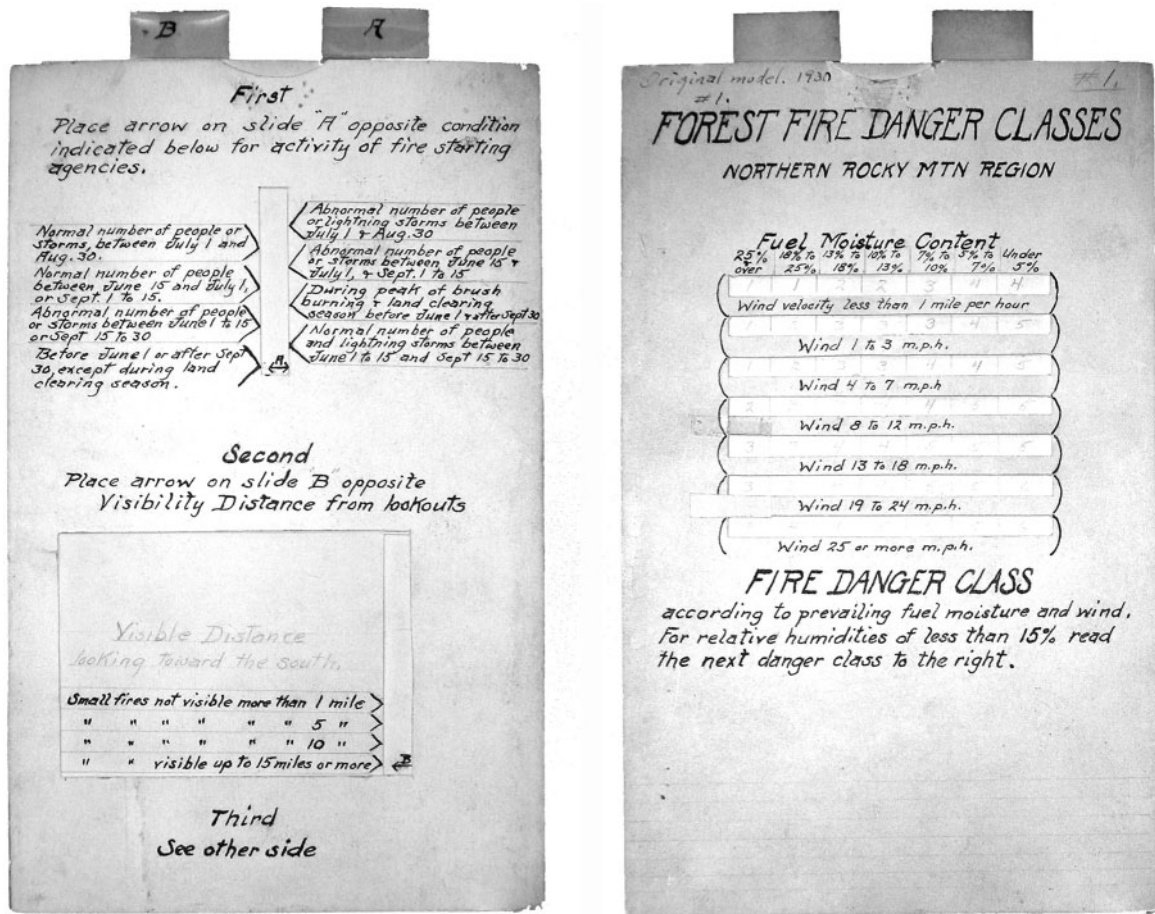 B
A
First
Place arrow on slide "A" opposite condition
indicated below for activity of fire starting
agencies.
Normal number of people or
storms, between July 1 and
Aug. 30.
Normal number of people
between, June 15 and July 1,
or Sept. 1 to 15.
Abnormal number of people
or storms between June 1 to 15
or Sept 15 to 30
Before June 1 or after Sept
30, except during land
clearing season.
Abnormal number of people
or lightning storms between
July 1 & Aug. 30
Abnormal number of people
or storms between June 15 &
July 1, & Sept. 1 to 15
During peak of brush
burning & land clearing
season before June 1 & after Sept 30
Normal number of people
and lightning storms between
June 1 to 15 and Sept 15 to 30
A
Second
Place arrow on slide "B" opposite
Visibility Distance from lookouts
Visible Distance
looking toward the south.
Small fires not visible more than 1 mile
" " " " " " 5 "
" " " " " " 10 "
" " visible up to 15 miles or more
B
Third
See other side
Original model. 1930
#1.
#1.
FOREST FIRE DANGER CLASSES
NORTHERN ROCKY MTN REGION
Fuel Moisture Content
25% & over 18% to 25% 13% to 18% 10% to 13% 7% to 10% 5% to 7% Under 5%
1 1 2 2 3 4 4
Wind velocity less than 1 mile per hour
1 3 3 3 4 5
Wind 1 to 3 m.p.h.
1 3 3 4 4 5
Wind 4 to 7 m.p.h
2 4 5
Wind 8 to 12 m.p.h.
3 5
Wind 13 to 18 m.p.h.
3
Wind 19 to 24 m.p.h.
Wind 25 or more m.p.h.
FIRE DANGER CLASS
according to prevailing fuel moisture and wind.
For relative humidities of less than 15% read
the next danger class to the right.